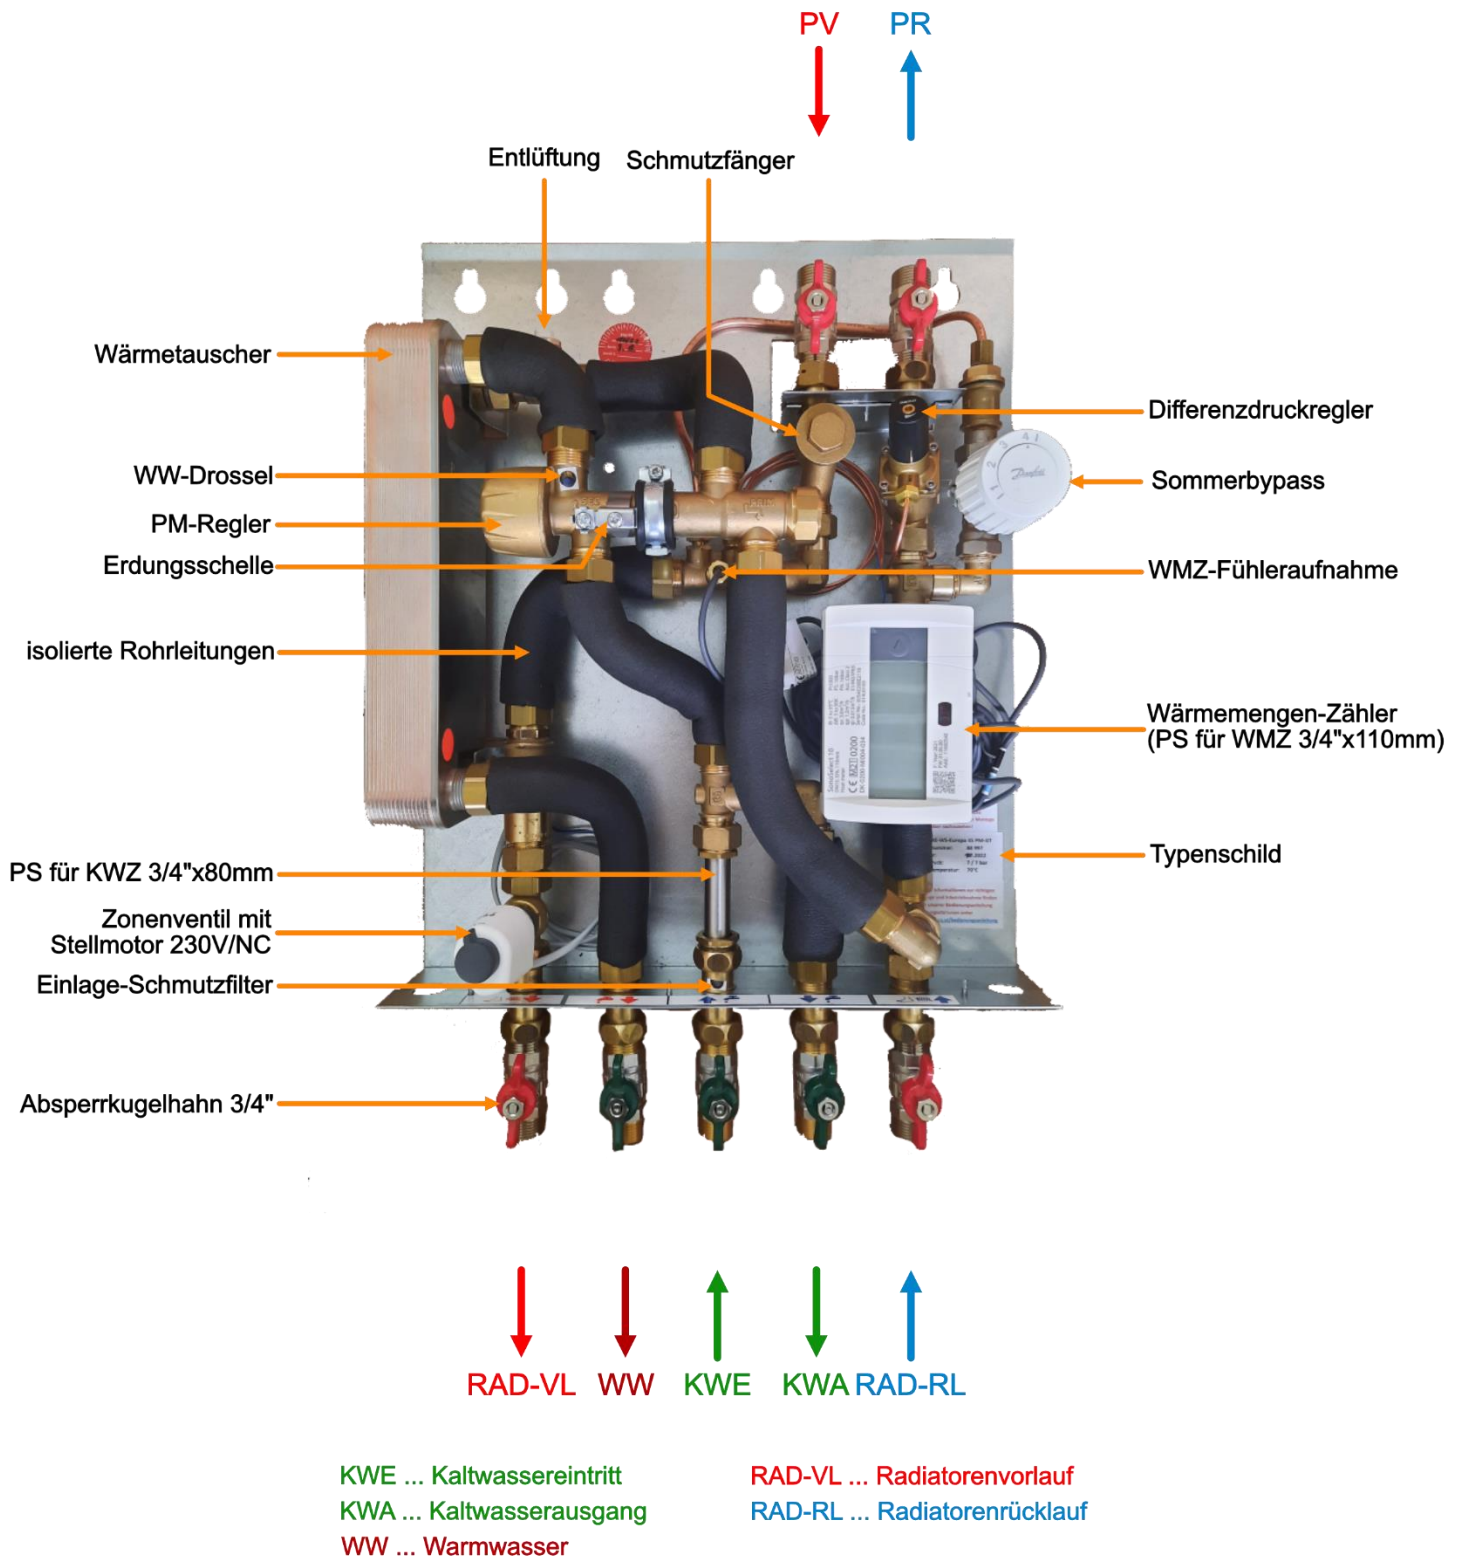 PV PR
Entlüftung Schmutzfänger
Wärmetauscher
Differenzdruckregler
WW-Drossel
Sommerbypass
PM-Regler
Erdungsschelle
WMZ-Fühleraufnahme
isolierte Rohrleitungen
Wärmemengen-Zähler
(PS für WMZ 3/4"x110mm)
Typenschild
PS für KWZ 3/4"x80mm
Zonenventil mit
Stellmotor 230V/NC
Einlage-Schmutzfilter
Absperrkugelhahn 3/4"
RAD-VL WW KWE KWA RAD-RL
KWE ... Kaltwassereintritt
RAD-VL ... Radiatorenvorlauf
KWA ... Kaltwasserausgang
RAD-RL ... Radiatorenrücklauf
WW ... Warmwasser